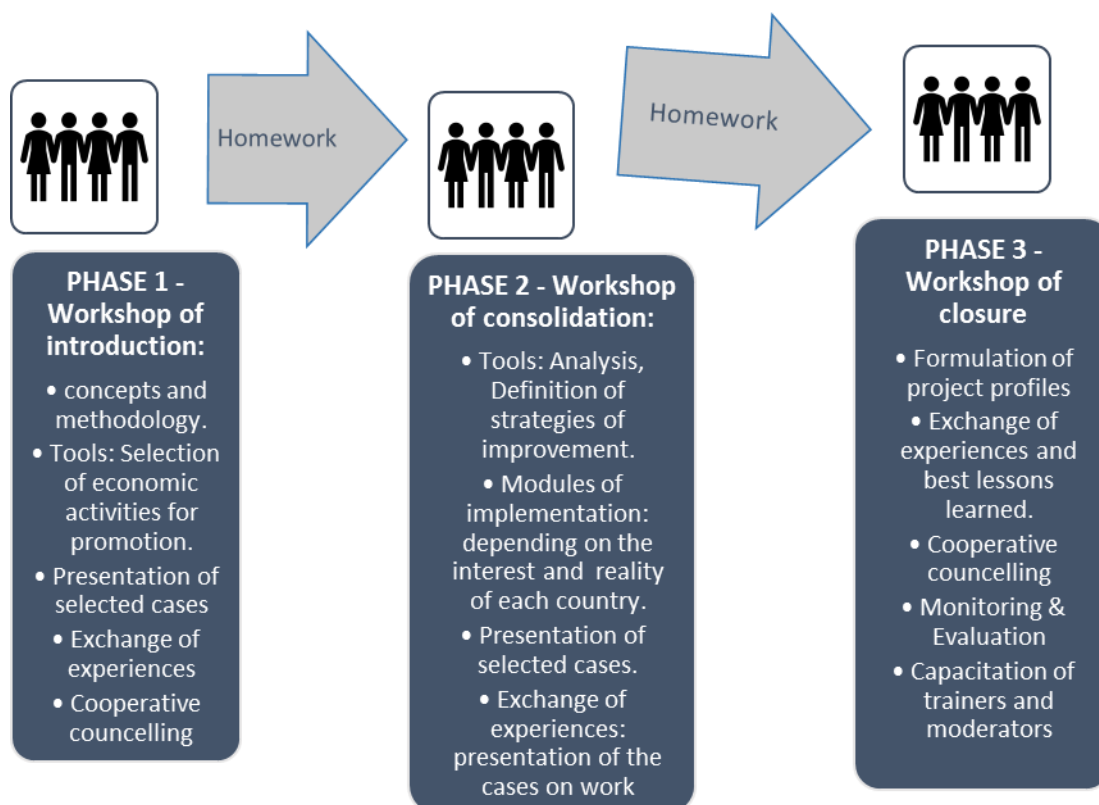 Homework
Homework
PHASE 1 -
Workshop of
introduction:
• concepts and
methodology.
• Tools: Selection
of economic
activities for
promotion.
• Presentation of
selected cases
• Exchange of
experiences
• Cooperative
councelling
PHASE 2 - Workshop
of consolidation:
• Tools: Analysis,
Definition of
strategies of
improvement.
• Modules of
implementation:
depending on the
interest and reality
of each country.
• Presentation of
selected cases.
• Exchange of
experiences:
presentation of the
cases on work
PHASE 3 -
Workshop of
closure
• Formulation of
project profiles
• Exchange of
experiences and
best lessons
learned.
• Cooperative
councelling
• Monitoring &
Evaluation
• Capacitation of
trainers and
moderators